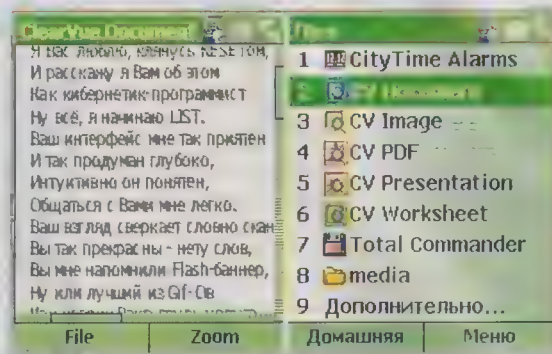 ClearVue Document
Я Вас люблю, клянусь RESETом,
И расскажу я Вам об этом
Как кибернетик-программист
Ну всё, я начинаю LIST.
Ваш интерфейс мне так приятен
И так продуман глубоко,
Интуитивно он понятен,
Общаться с Вами мне легко.
Ваш взгляд сверкает словно скан
Вы так прекрасны - нету слов,
Вы мне напомнили Flash-баннер,
Ну или лучший из Gif-Ов
File Zoom
1 CityTime Alarms
2 CV
3 CV Image
4 CV PDF
5 CV Presentation
6 CV Worksheet
7 Total Commander
8 media
9 Дополнительно...
Домашняя Меню